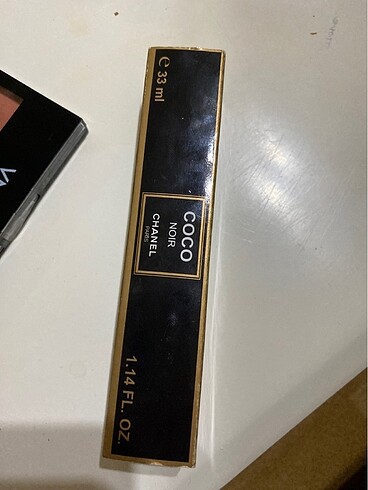 ℮ 33 ml
COCO
NOIR
CHANEL
PARIS
1.14 FL. OZ.